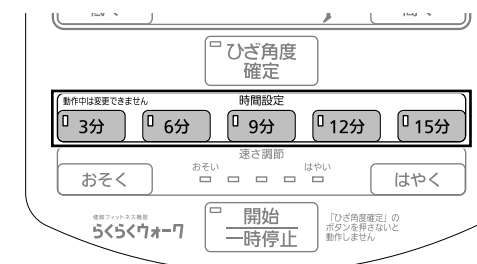 ひざ角度
確定
動作中は変更できません
時間設定
3分
6分
9分
12分
15分
速さ調節
おそい
はやい
おそく
はやく
健脚フィットネス機器
らくらくウォーク
開始
一時停止
「ひざ角度確定」の
ボタンを押さないと
動作しません